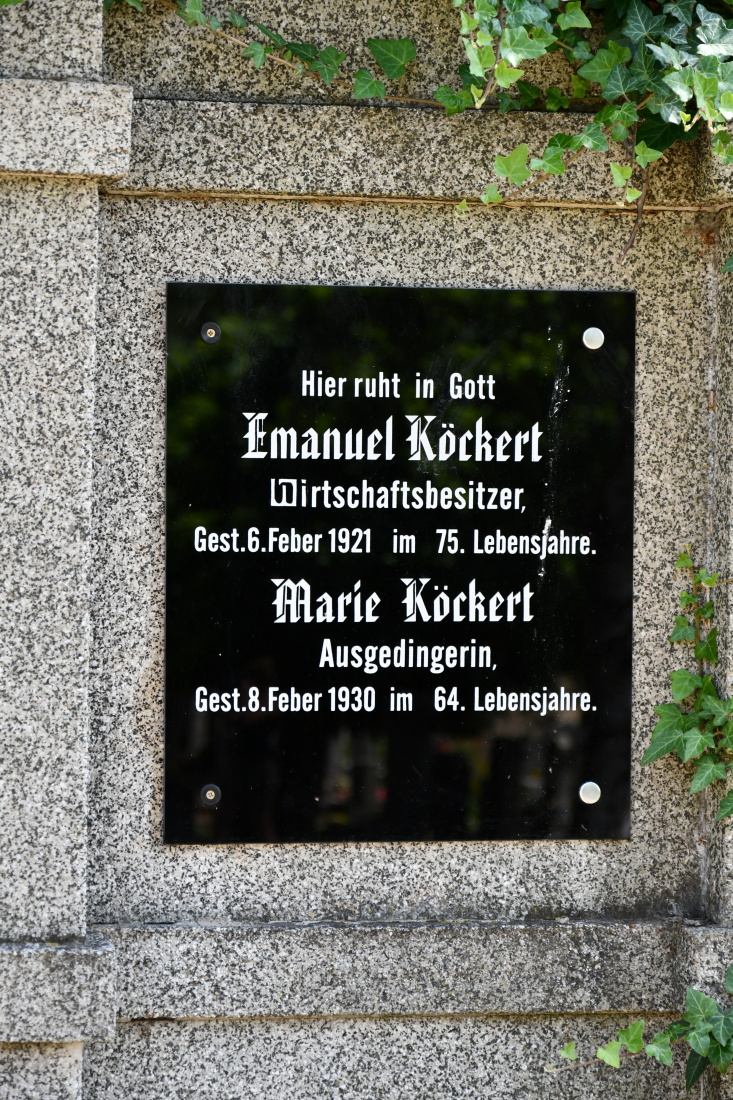 Hier ruht in Gott
Emanuel Köckert
Wirtschaftsbesitzer,
Gest.6.Feber 1921 im 75. Lebensjahre.
Marie Köckert
Ausgedingerin,
Gest.8.Feber 1930 im 64. Lebensjahre.